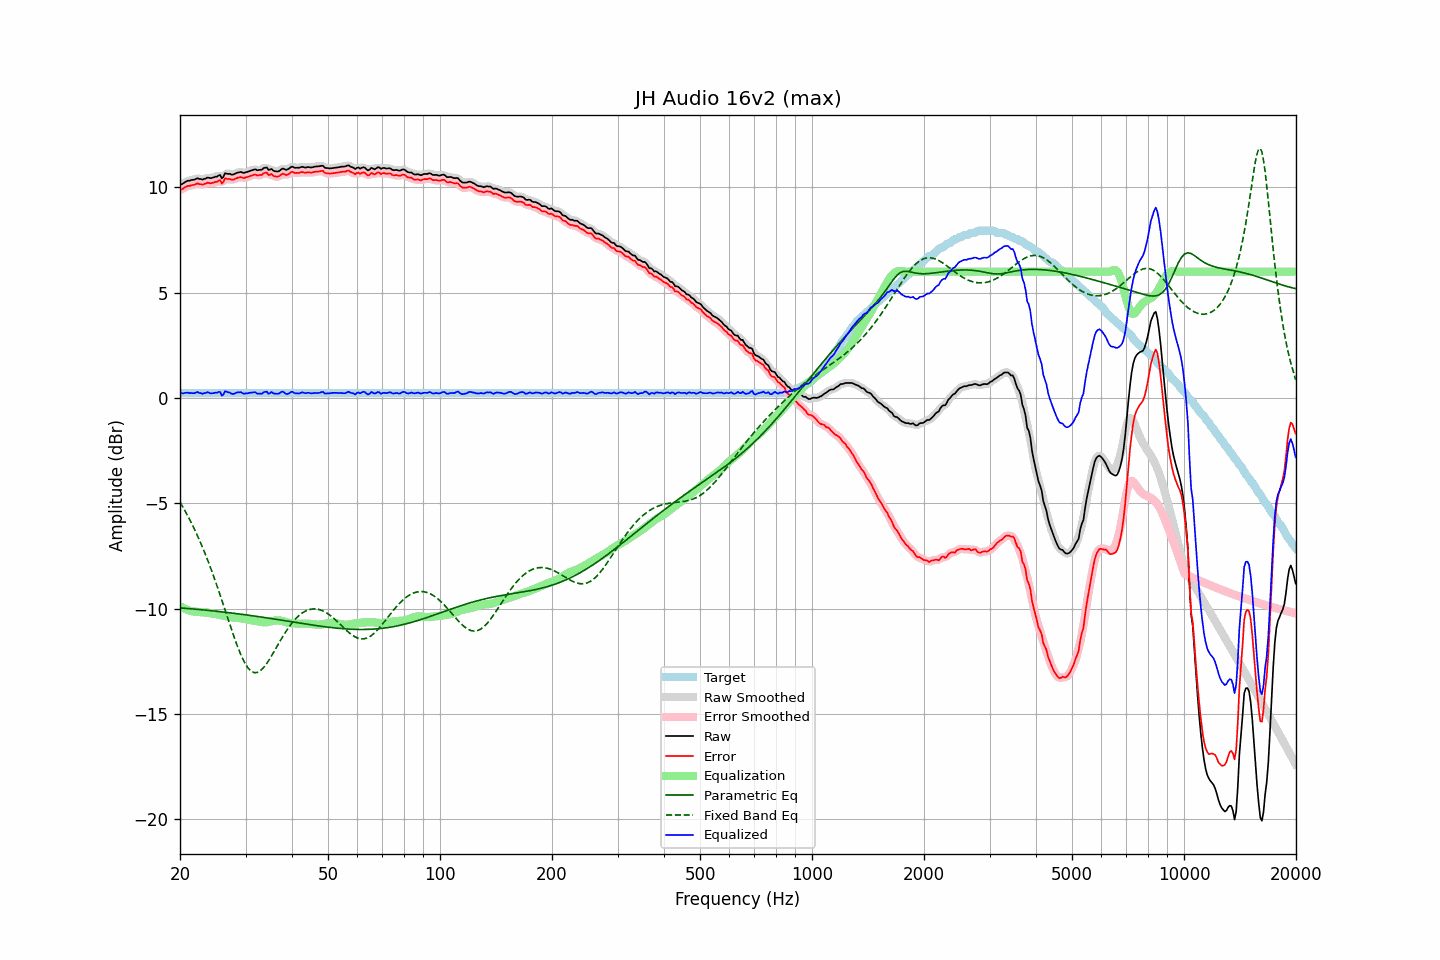 JH Audio 16v2 (max)
Amplitude (dBr)
10
5
0
−5
−10
−15
−20
Target
Raw Smoothed
Error Smoothed
Raw
Error
Equalization
Parametric Eq
Fixed Band Eq
Equalized
20 50 100 200 500 1000 2000 5000 10000 20000
Frequency (Hz)